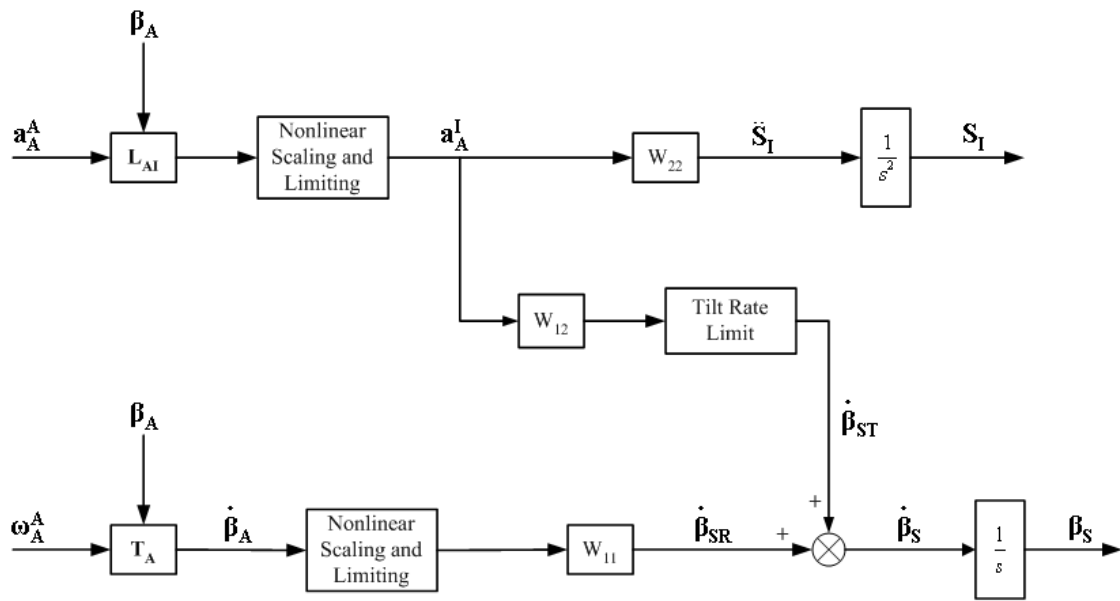 β_A
a_A^A
L_AI
Nonlinear
Scaling and
Limiting
a_A^I
W_22
S̈_I
1/s^2
S_I
W_12
Tilt Rate
Limit
β̇_ST
β_A
ω_A^A
T_A
β̇_A
Nonlinear
Scaling and
Limiting
W_11
β̇_SR
+
+
β̇_S
1/s
β_S